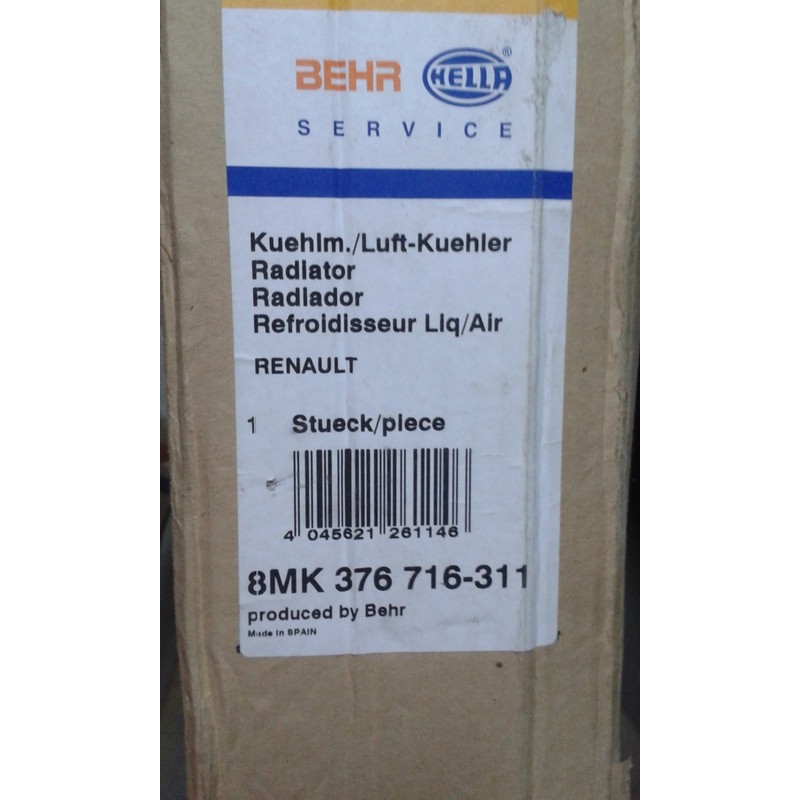 BEHR HELLA®
SERVICE
Kuehlm./Luft-Kuehler
Radiator
Radiador
Refroidisseur Liq/Air
RENAULT
1 Stueck/piece
4 045621 261146
8MK 376 716-311
produced by Behr
Made in SPAIN